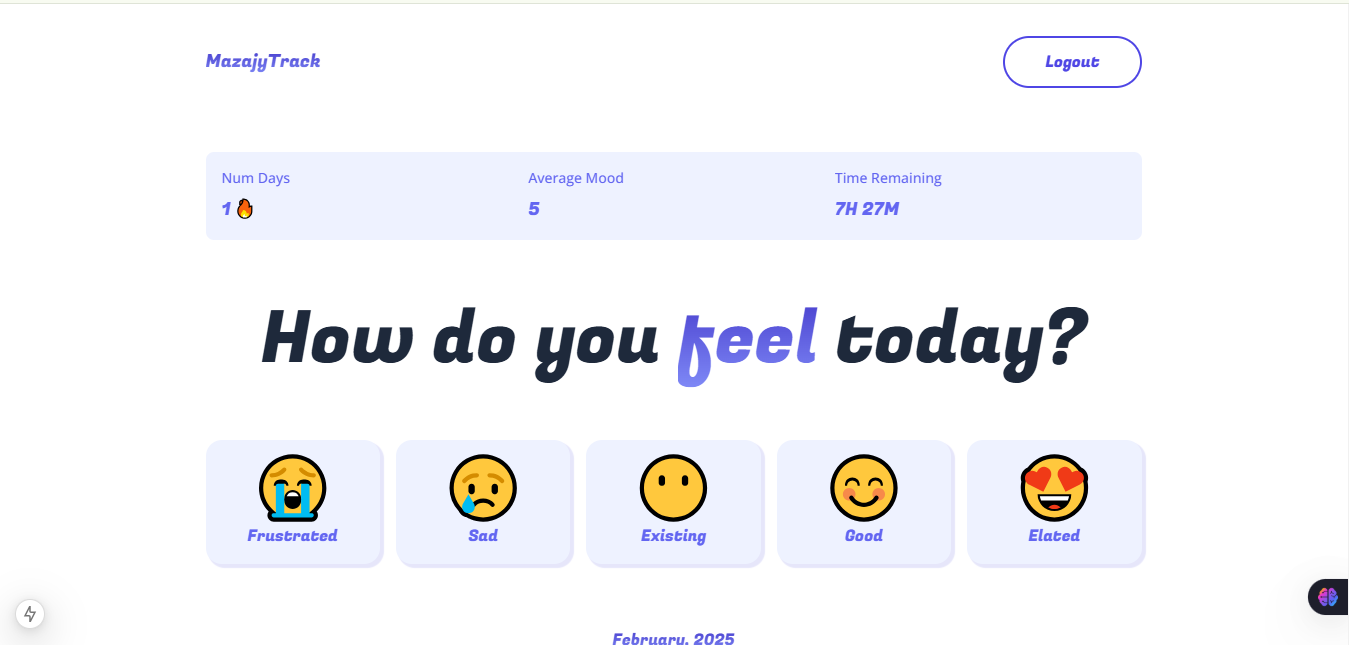 MazajyTrack
Logout
Num Days
Average Mood
Time Remaining
1 🔥
5
7H 27M
How do you feel today?
Frustrated
Sad
Existing
Good
Elated
February, 2025